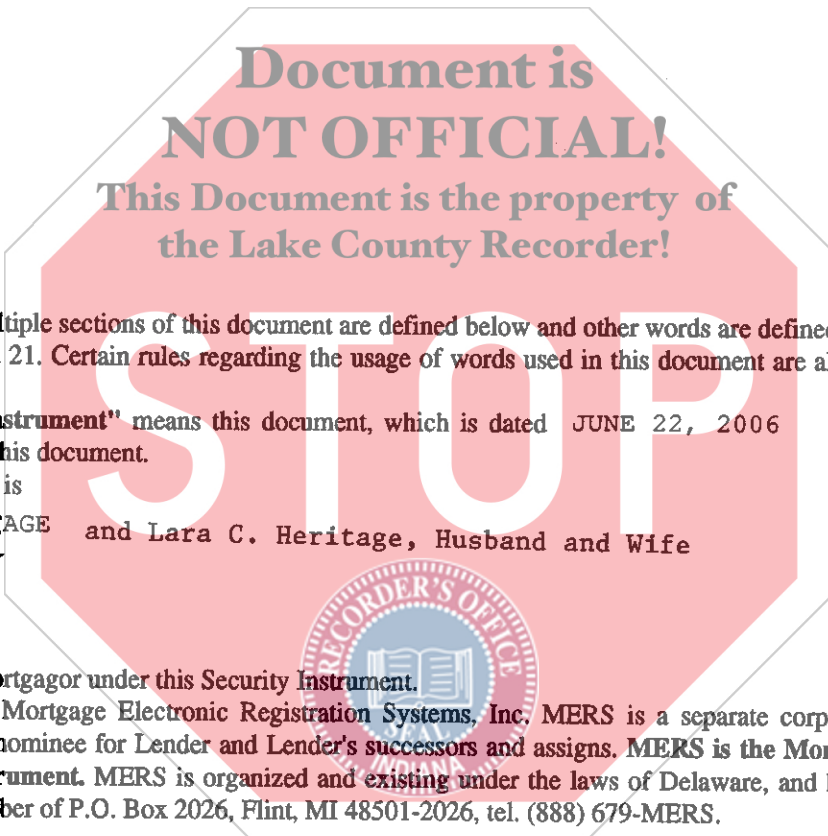 Document is
NOT OFFICIAL!
This Document is the property of
the Lake County Recorder!
ltiple sections of this document are defined below and other words are defined
21. Certain rules regarding the usage of words used in this document are al
STOP
strument" means this document, which is dated JUNE 22, 2006
his document.
is
AGE and Lara C. Heritage, Husband and Wife
RECORDER'S OFFICE
rtgagor under this Security Instrument.
Mortgage Electronic Registration Systems, Inc. MERS is a separate corp
nominee for Lender and Lender's successors and assigns. MERS is the Mor
SEAL
rument. MERS is organized and existing under the laws of Delaware, and
INDIANA
ber of P.O. Box 2026, Flint, MI 48501-2026, tel. (888) 679-MERS.